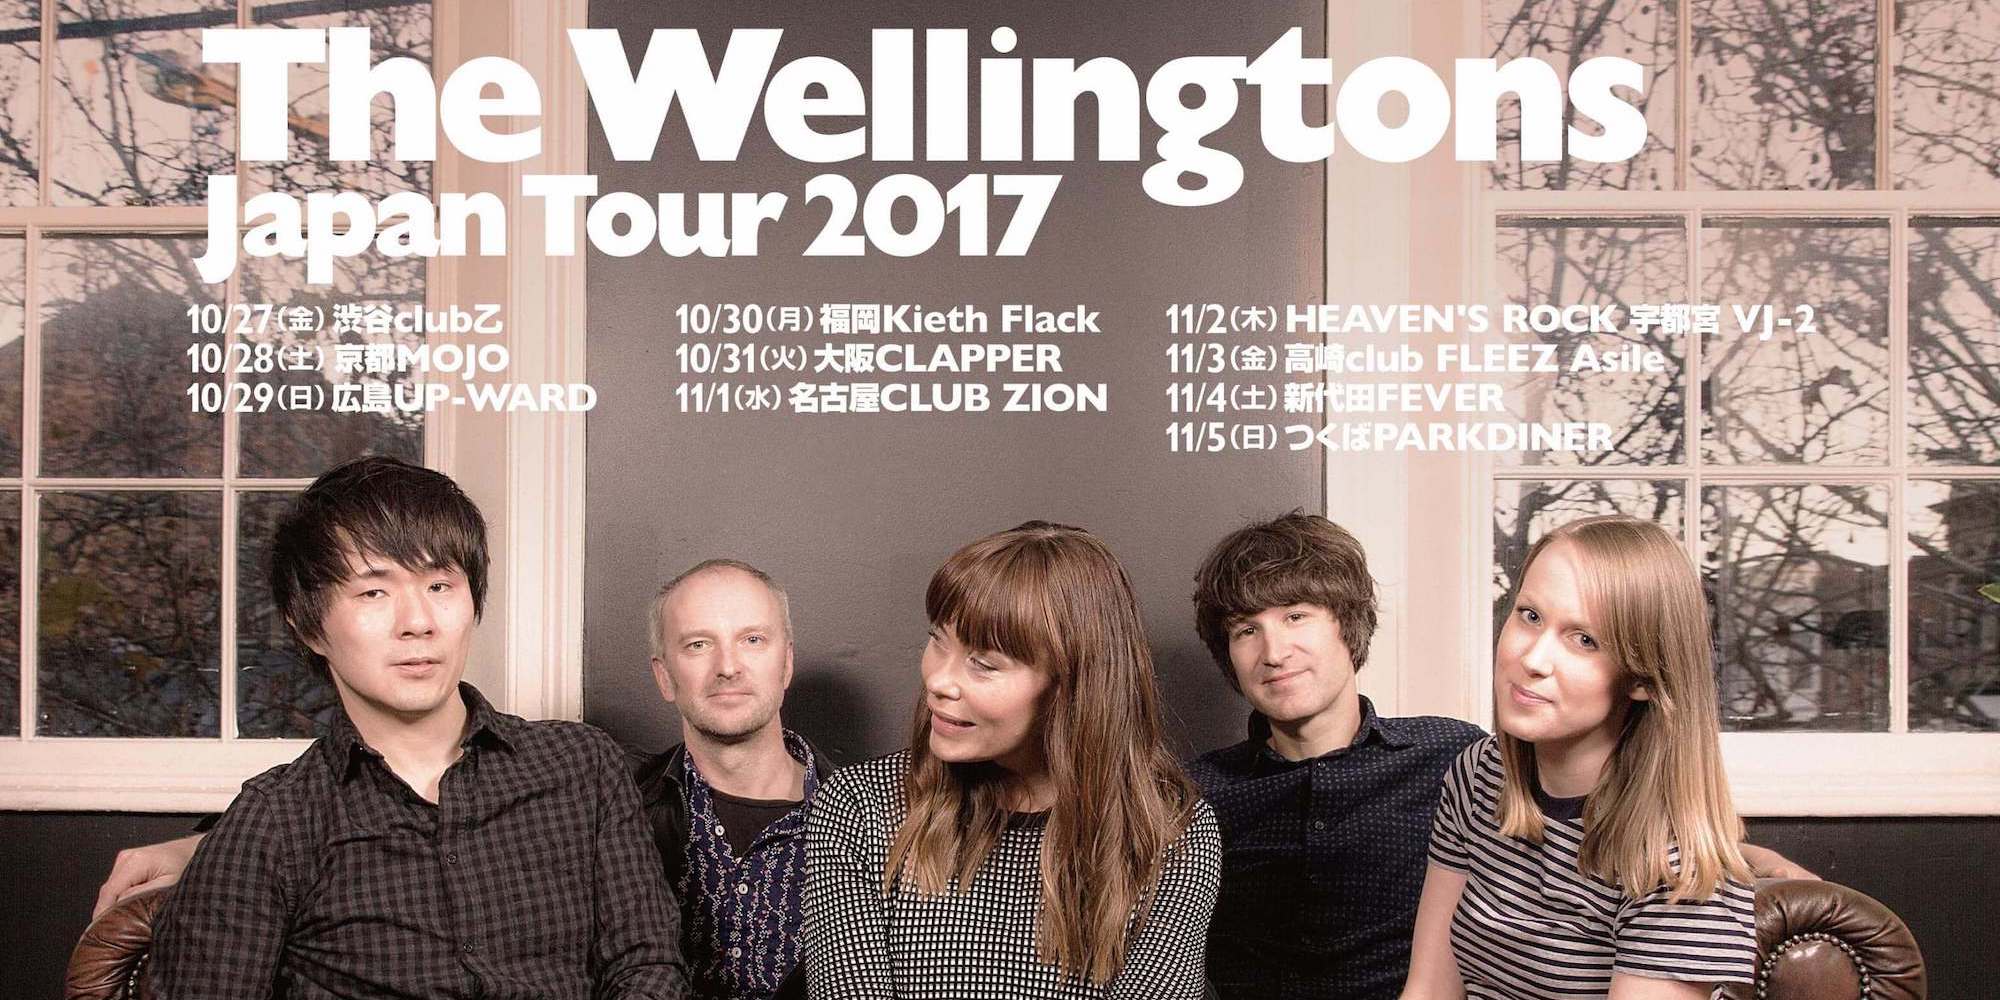 The Wellingtons
Japan Tour 2017
10/27(金) 渋谷club乙
10/28(土) 京都MOJO
10/29(日) 広島UP-WARD
10/30(月) 福岡Kieth Flack
10/31(火) 大阪CLAPPER
11/1(水) 名古屋CLUB ZION
11/2(木) HEAVEN'S ROCK 宇都宮 VJ-2
11/3(金) 高崎club FLEEZ Asile
11/4(土) 新代田FEVER
11/5(日) つくばPARKDINER